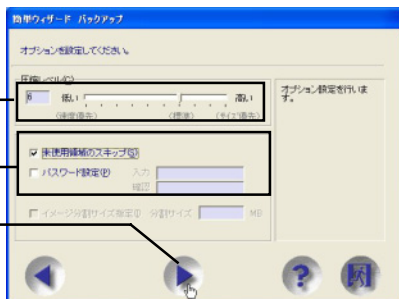 簡単ウィザード バックアップ
オプションを設定してください。
圧縮レベル(C)
6 低い 高い
(速度優先) (標準) (サイズ優先)
オプション設定を行いま
す。
未使用領域のスキップ(S)
パスワード設定(P) 入力
確認
イメージ分割サイズ指定(I) 分割サイズ MB